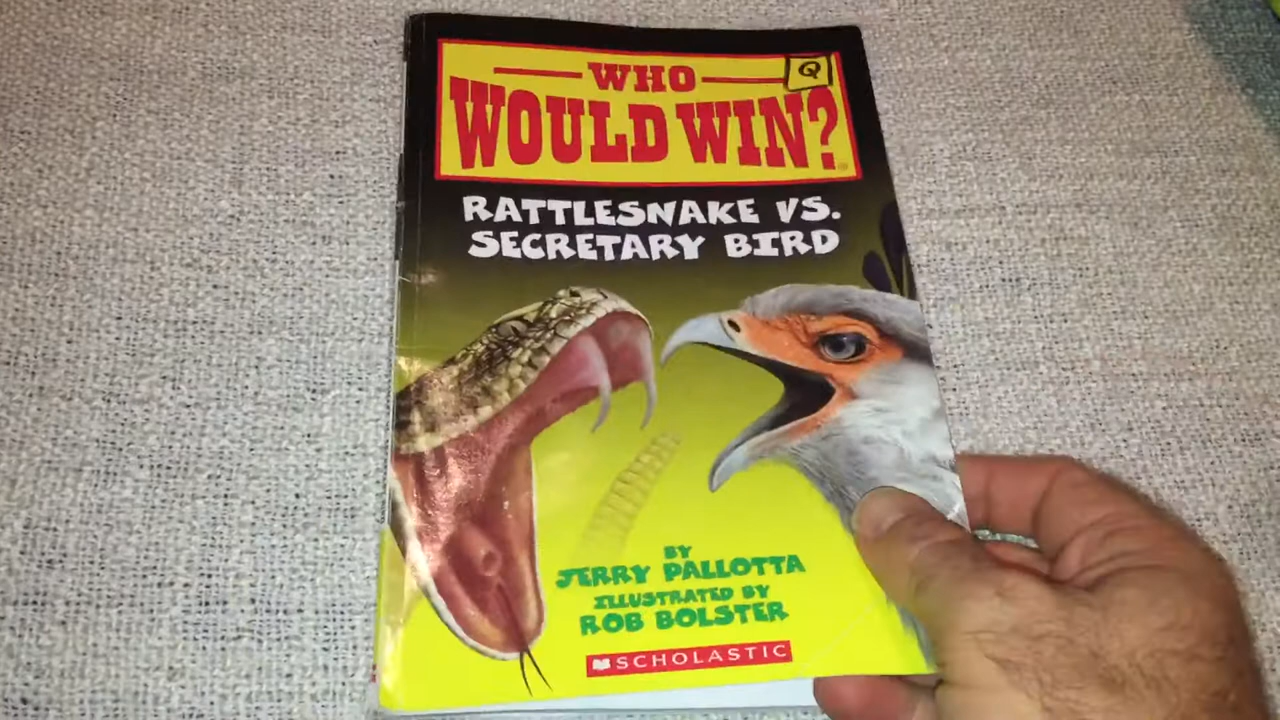 Q
WHO
WOULD WIN?
RATTLESNAKE VS.
SECRETARY BIRD
BY
JERRY PALLOTTA
ILLUSTRATED BY
ROB BOLSTER
SCHOLASTIC